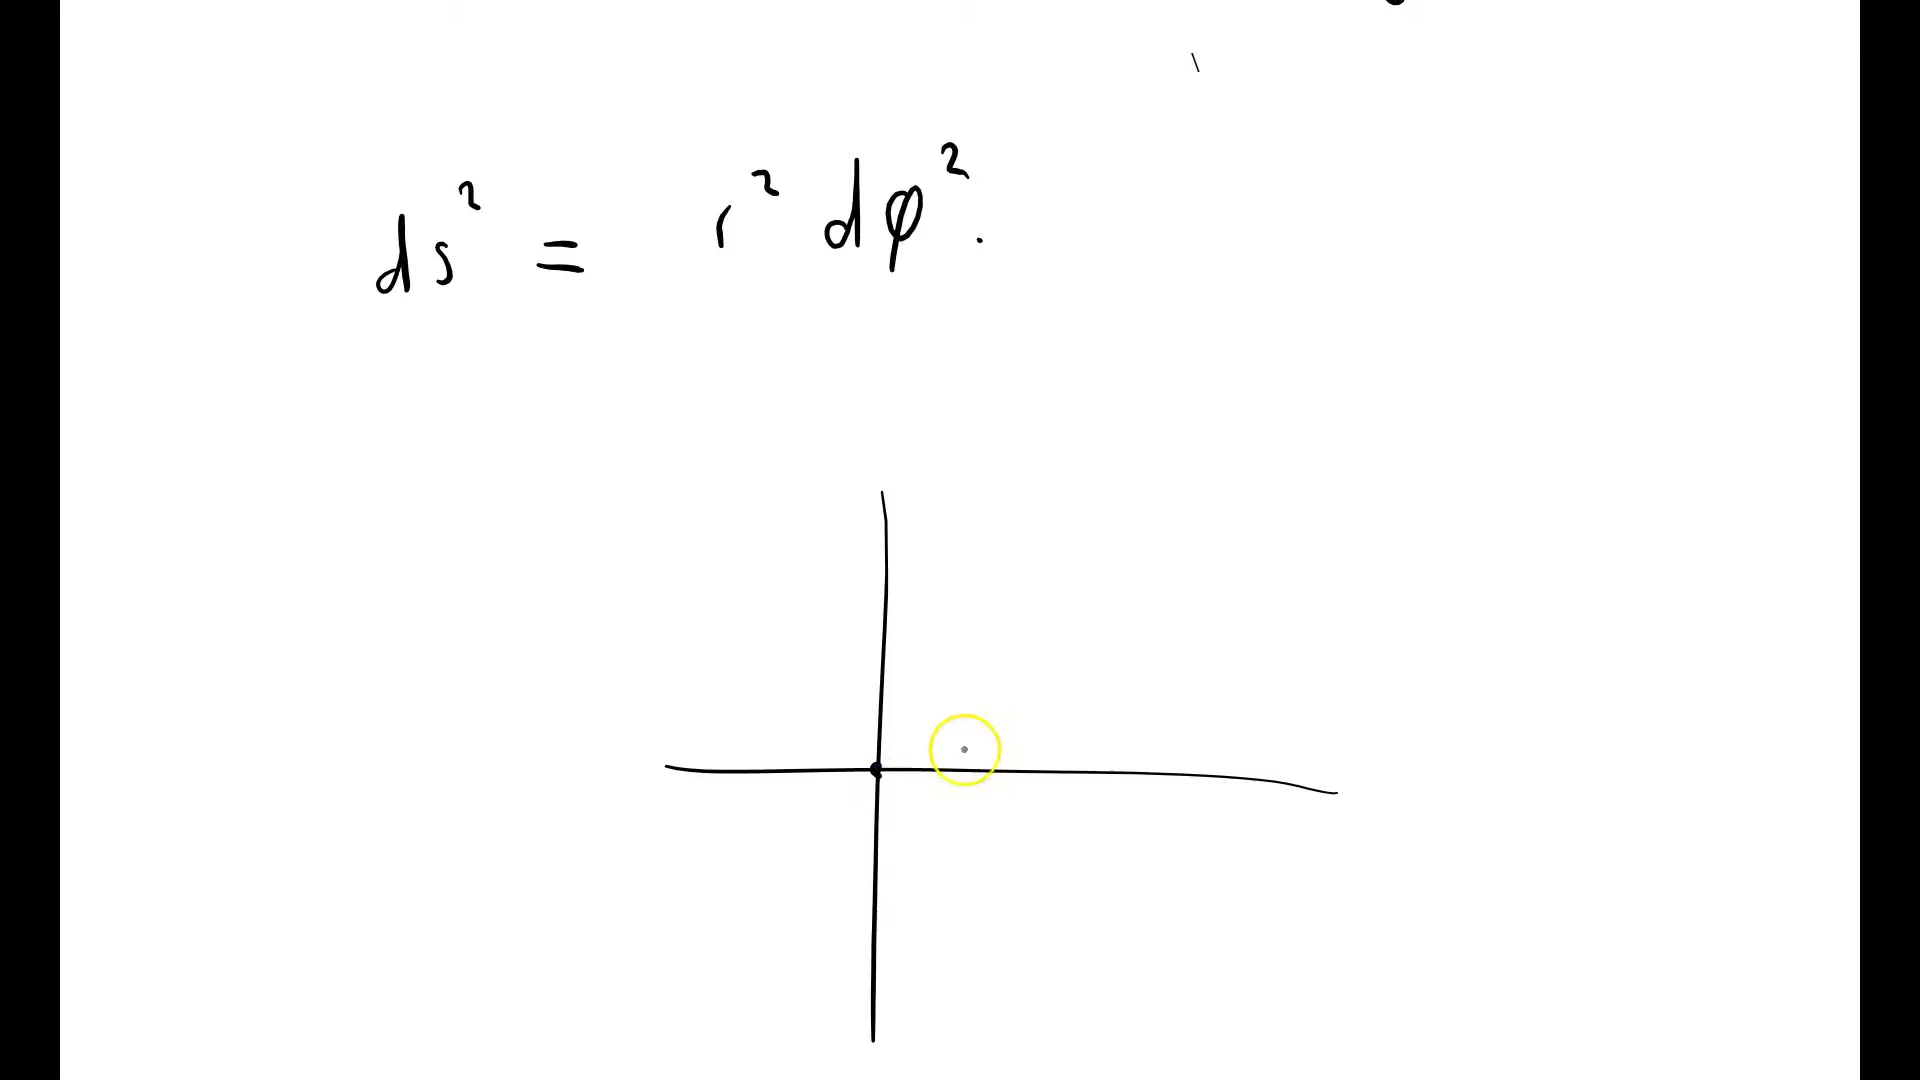 ds² = r² dφ².